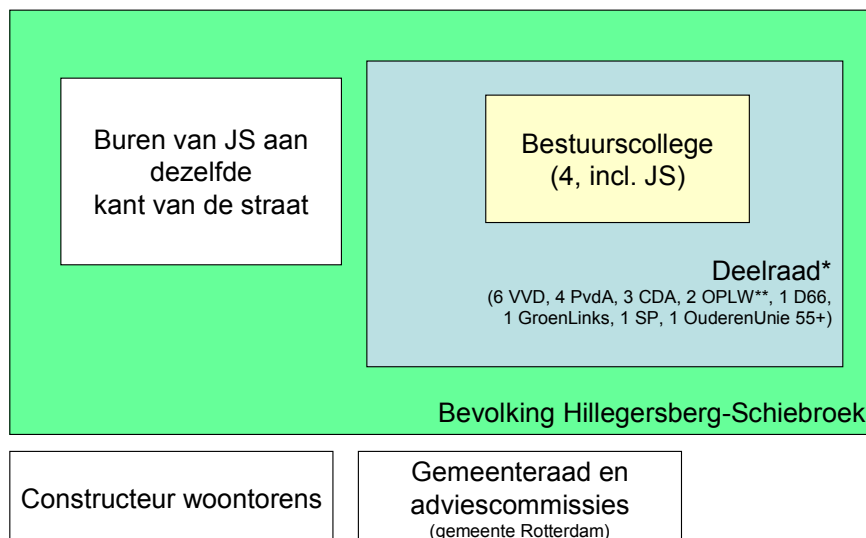 Buren van JS aan
dezelfde
kant van de straat
Bestuurscollege
(4, incl. JS)
Deelraad*
(6 VVD, 4 PvdA, 3 CDA, 2 OPLW**, 1 D66,
1 GroenLinks, 1 SP, 1 OuderenUnie 55+)
Bevolking Hillegersberg-Schiebroek
Constructeur woontorens
Gemeenteraad en
adviescommissies
(gemeente Rotterdam)